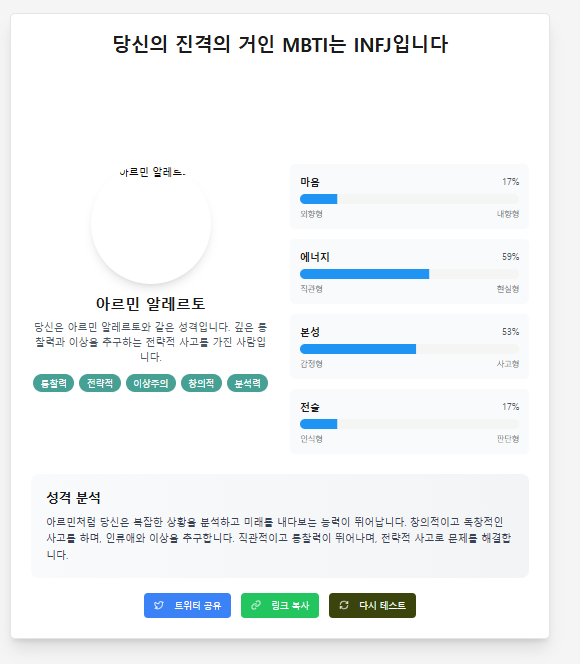 당신의 진격의 거인 MBTI는 INFJ입니다
아르민 알레르토
마음 17%
외향형 내향형
에너지 59%
직관형 현실형
아르민 알레르토
당신은 아르민 알레르토와 같은 성격입니다. 깊은 통
찰력과 이상을 추구하는 전략적 사고를 가진 사람입
니다.
통찰력 전략적 이상주의 창의적 분석력
본성 53%
감정형 사고형
전술 17%
인식형 판단형
성격 분석
아르민처럼 당신은 복잡한 상황을 분석하고 미래를 내다보는 능력이 뛰어납니다. 창의적이고 독창적인
사고를 하며, 인류애와 이상을 추구합니다. 직관적이고 통찰력이 뛰어나며, 전략적 사고로 문제를 해결합
니다.
트위터 공유 링크 복사 다시 테스트